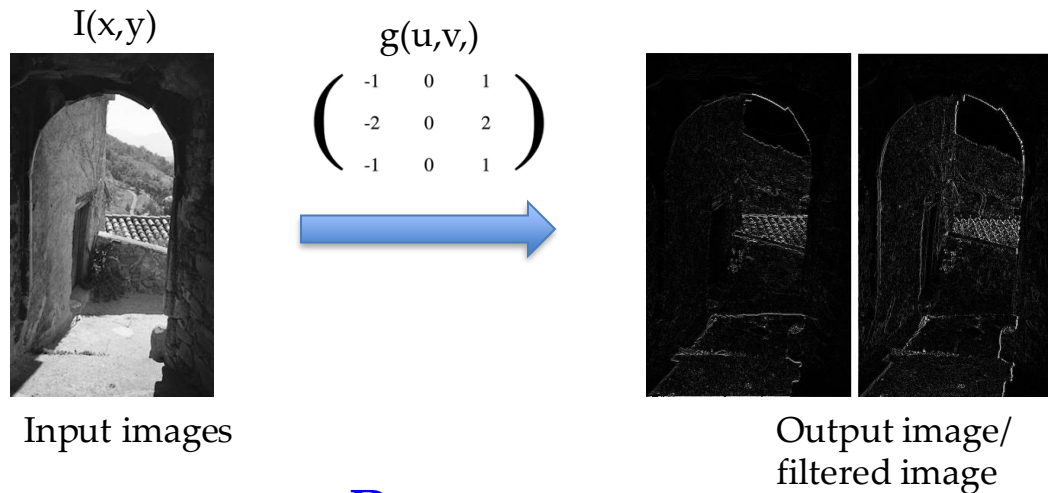 I(x,y)
g(u,v,)
-1 0 1
-2 0 2
-1 0 1
Input images
Output image/
filtered image